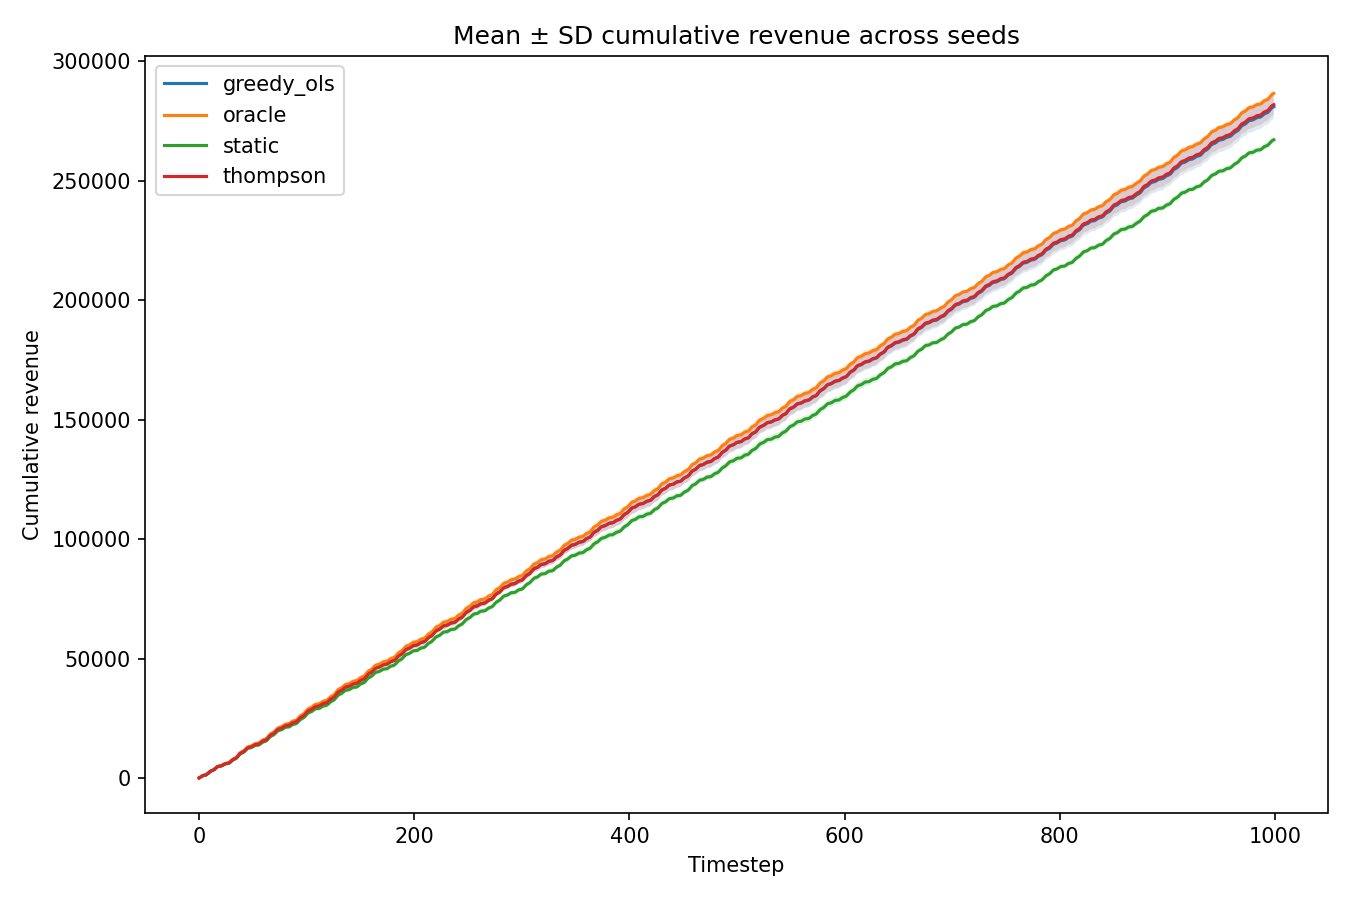 Mean ± SD cumulative revenue across seeds
greedy_ols
oracle
static
thompson
Cumulative revenue
300000
250000
200000
150000
100000
50000
0
0 200 400 600 800 1000
Timestep